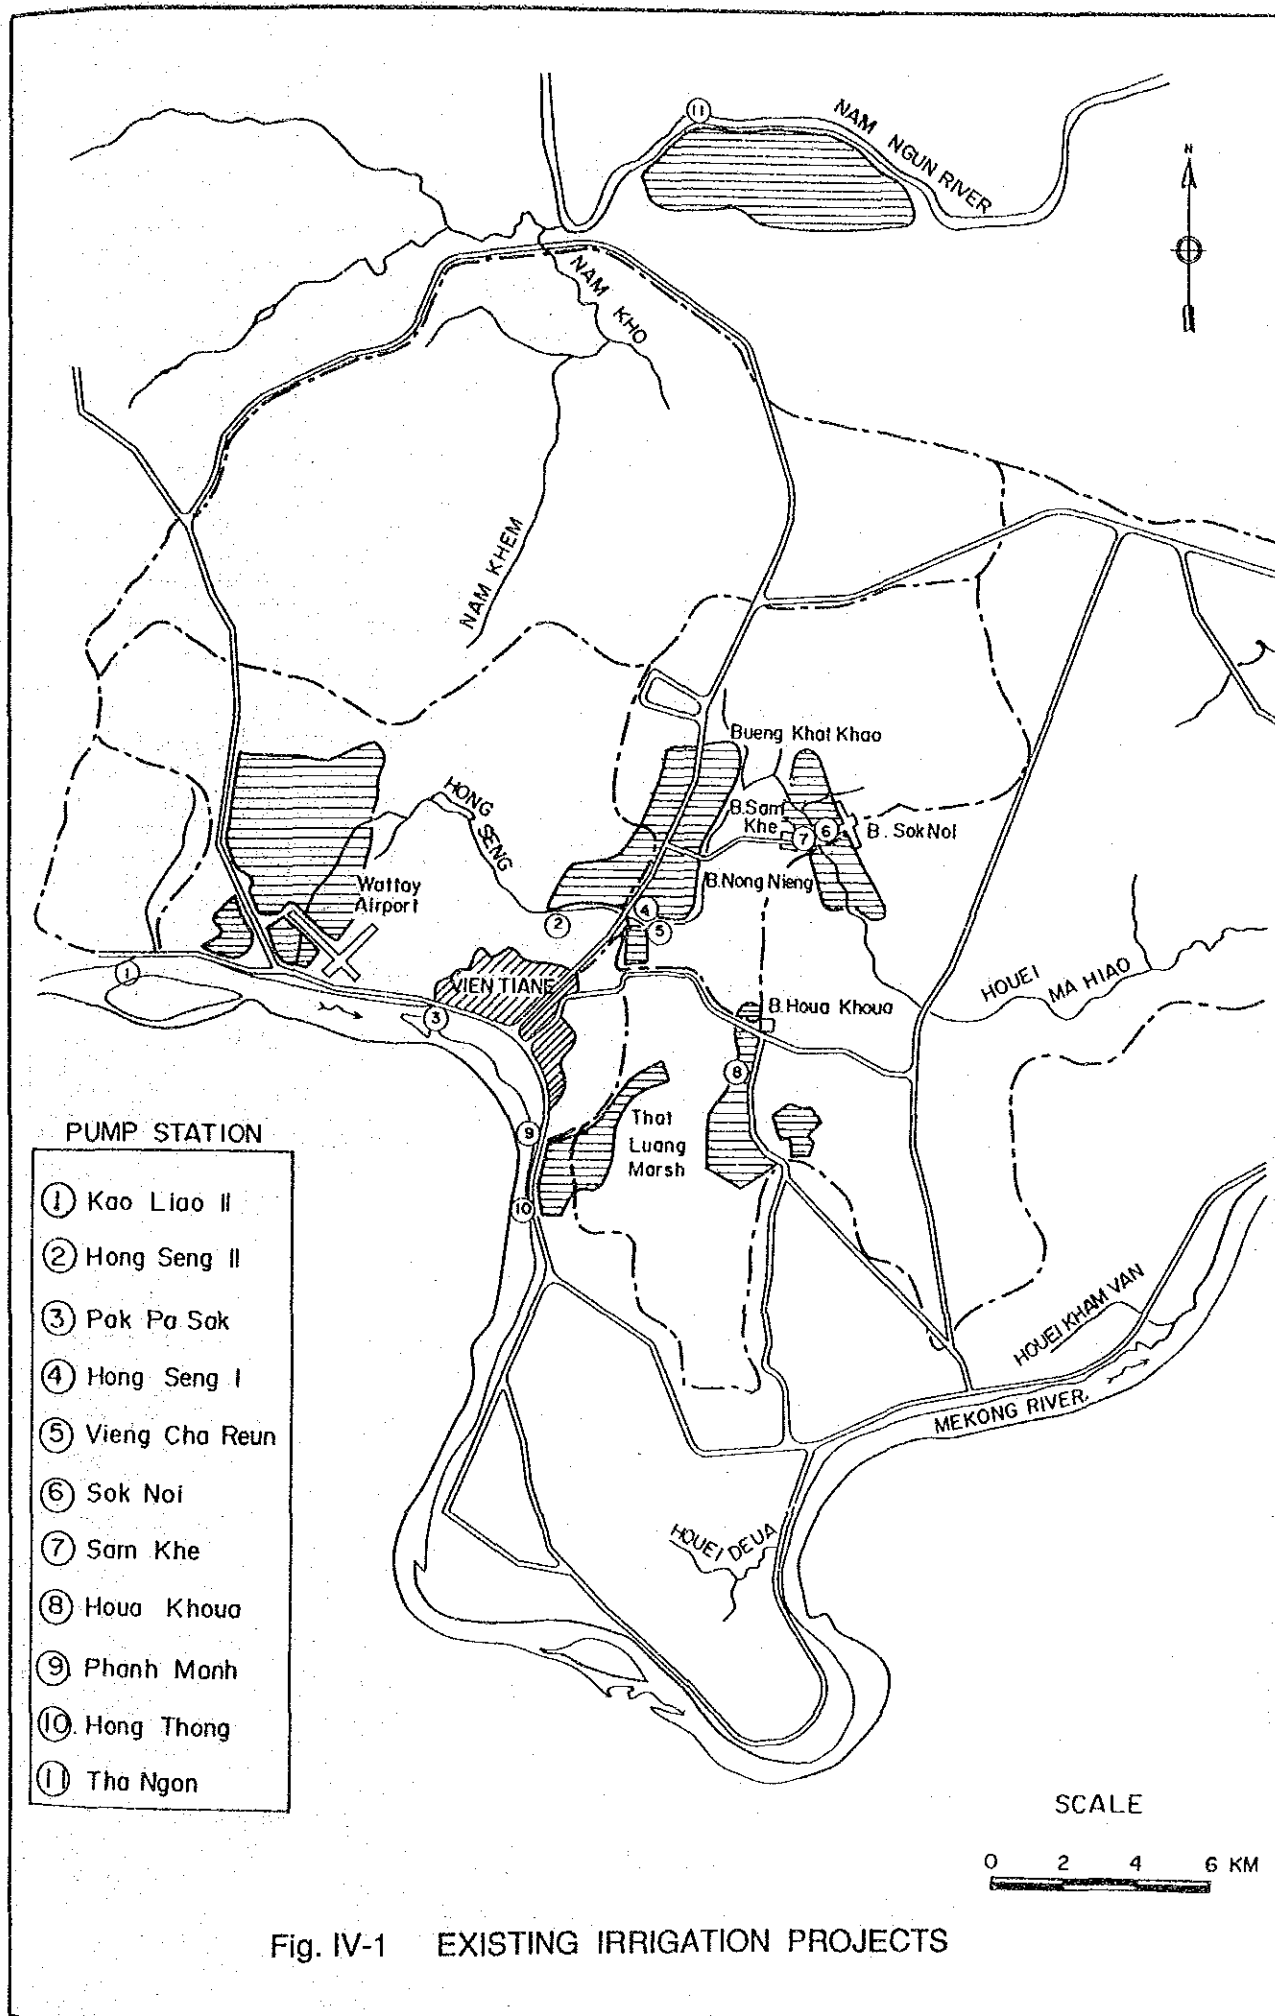 11
NAM NGUN RIVER
N
NAM KHO
NAM KHEM
Bueng Khat Khao
HONG SENG
B.Sam
Khe
7
6
B. Sok Noi
Wattay
Airport
B.Nong Nieng
2
4
5
1
VIEN TIANE
HOUEI MA HIAO
3
B.Houa Khoua
8
9
That
Luang
Marsh
10
PUMP STATION
1 Kao Liao II
2 Hong Seng II
3 Pak Pa Sak
4 Hong Seng I
5 Vieng Cha Reun
6 Sok Noi
7 Sam Khe
8 Houa Khoua
9 Phanh Manh
10 Hong Thong
11 Tha Ngon
HOUEI KHAM VAN
MEKONG RIVER
HOUEI DEUA
SCALE
0 2 4 6 KM
Fig. IV-1 EXISTING IRRIGATION PROJECTS